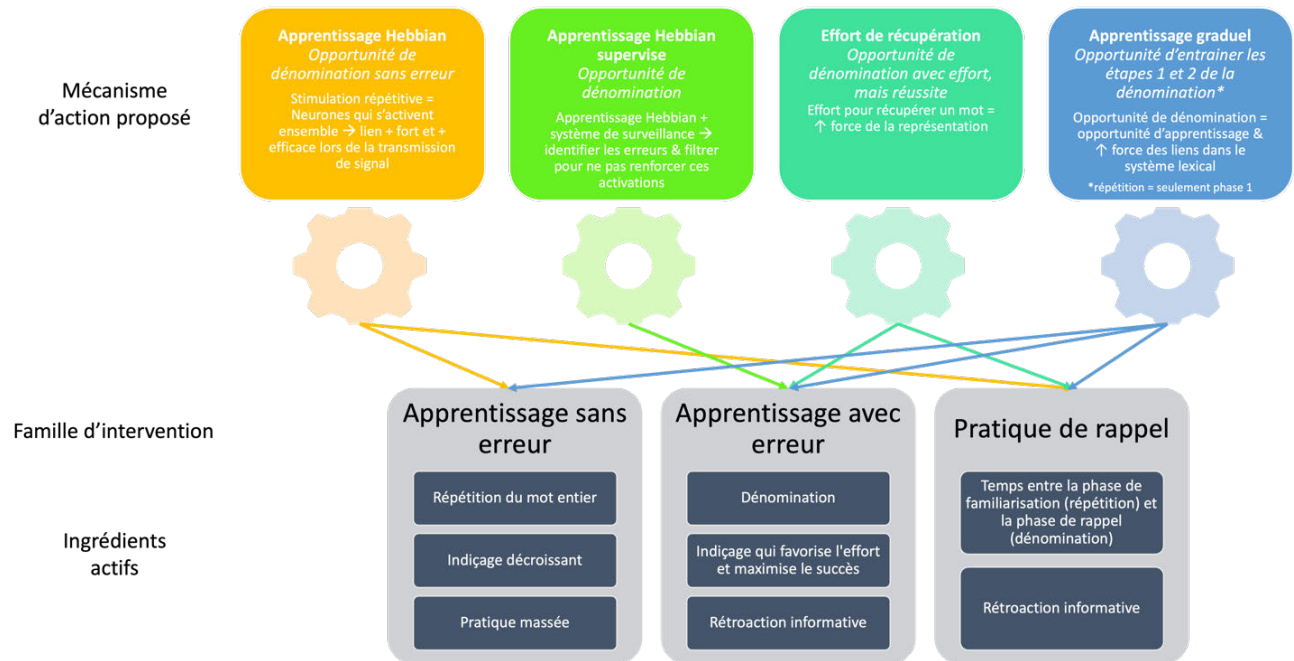 Mécanisme
d'action proposé
Apprentissage Hebbian
Opportunité de
dénomination sans erreur
Stimulation répétitive =
Neurones qui s'activent
ensemble → lien + fort et +
efficace lors de la transmission
de signal
Apprentissage Hebbian
supervise
Opportunité de
dénomination
Apprentissage Hebbian +
système de surveillance →
identifier les erreurs & filtrer
pour ne pas renforcer ces
activations
Effort de récupération
Opportunité de
dénomination avec effort,
mais réussite
Effort pour récupérer un mot =
↑ force de la représentation
Apprentissage graduel
Opportunité d'entrainer les
étapes 1 et 2 de la
dénomination*
Opportunité de dénomination =
opportunité d'apprentissage &
↑ force des liens dans le
système lexical
*répétition = seulement phase 1
Famille d'intervention
Apprentissage sans
erreur
Apprentissage avec
erreur
Pratique de rappel
Ingrédients
actifs
Répétition du mot entier
Indiçage décroissant
Pratique massée
Dénomination
Indiçage qui favorise l'effort
et maximise le succès
Rétroaction informative
Temps entre la phase de
familiarisation (répétition) et
la phase de rappel
(dénomination)
Rétroaction informative